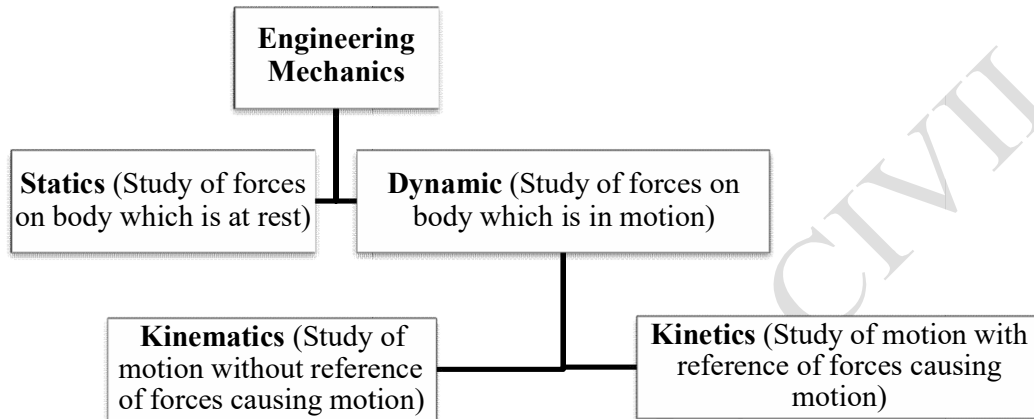 Engineering
Mechanics
Statics (Study of forces
on body which is at rest)
Dynamic (Study of forces on
body which is in motion)
Kinematics (Study of
motion without reference
of forces causing motion)
Kinetics (Study of motion with
reference of forces causing
motion)